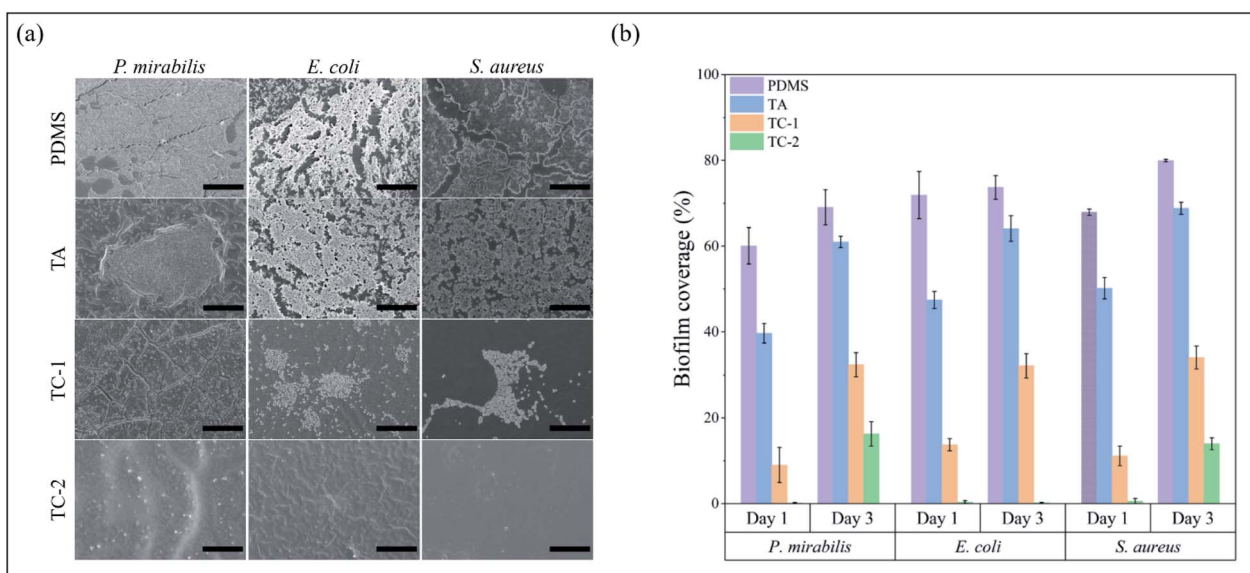 (a)
P. mirabilis E. coli S. aureus
PDMS
TA
TC-1
TC-2
(b)
Biofilm coverage (%)
100
80
60
40
20
0
PDMS
TA
TC-1
TC-2
Day 1 Day 3 Day 1 Day 3 Day 1 Day 3
P. mirabilis E. coli S. aureus